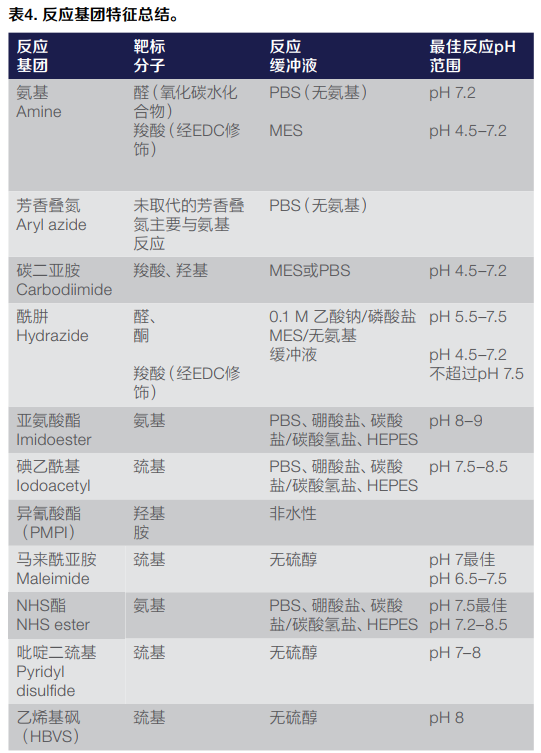 表4. 反应基团特征总结。
反应 靶标 反应 最佳反应pH
基团 分子 缓冲液 范围
氨基 醛（氧化碳水化 PBS（无氨基） pH 7.2
Amine 合物）
羧酸（经EDC修 MES pH 4.5–7.2
饰）
芳香叠氮 未取代的芳香叠 PBS（无氨基）
Aryl azide 氮主要与氨基
反应
碳二亚胺 羧酸、羟基 MES或PBS pH 4.5–7.2
Carbodiimide
酰肼 醛、 0.1 M 乙酸钠/磷酸盐 pH 5.5–7.5
Hydrazide 酮 MES/无氨基
缓冲液 pH 4.5–7.2
羧酸（经EDC修 不超过pH 7.5
饰）
亚氨酸酯 氨基 PBS、硼酸盐、碳酸 pH 8–9
Imidoester 盐/碳酸氢盐、HEPES
碘乙酰基 巯基 PBS、硼酸盐、碳酸 pH 7.5–8.5
Iodoacetyl 盐/碳酸氢盐、HEPES
异氰酸酯 羟基 非水性
（PMPI） 胺
马来酰亚胺 巯基 无硫醇 pH 7最佳
Maleimide pH 6.5–7.5
NHS酯 氨基 PBS、硼酸盐、碳酸 pH 7.5最佳
NHS ester 盐/碳酸氢盐、HEPES pH 7.2–8.5
吡啶二巯基 巯基 无硫醇 pH 7–8
Pyridyl
disulfide
乙烯基砜 巯基 无硫醇 pH 8
（HBVS）